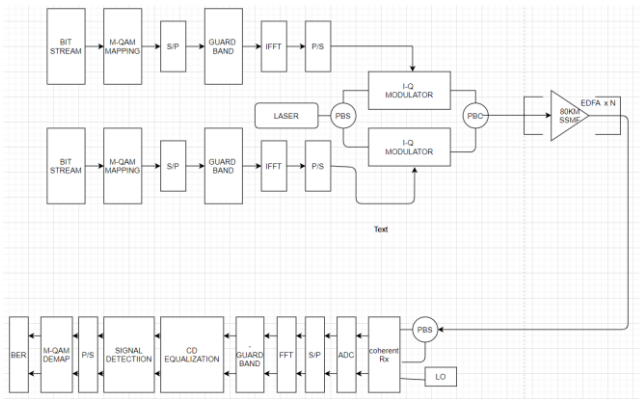 BIT
STREAM
M-QAM
MAPPING
S/P
GUARD
BAND
IFFT
P/S
I-Q
MODULATOR
LASER
PBS
PBC
I-Q
MODULATOR
EDFA x N
80KM
SSMF
BIT
STREAM
M-QAM
MAPPING
S/P
GUARD
BAND
IFFT
P/S
Text
BER
M-QAM
DEMAP
P/S
SIGNAL
DETECTIION
CD
EQUALIZATION
-
GUARD
BAND
FFT
S/P
ADC
coherent
Rx
PBS
LO